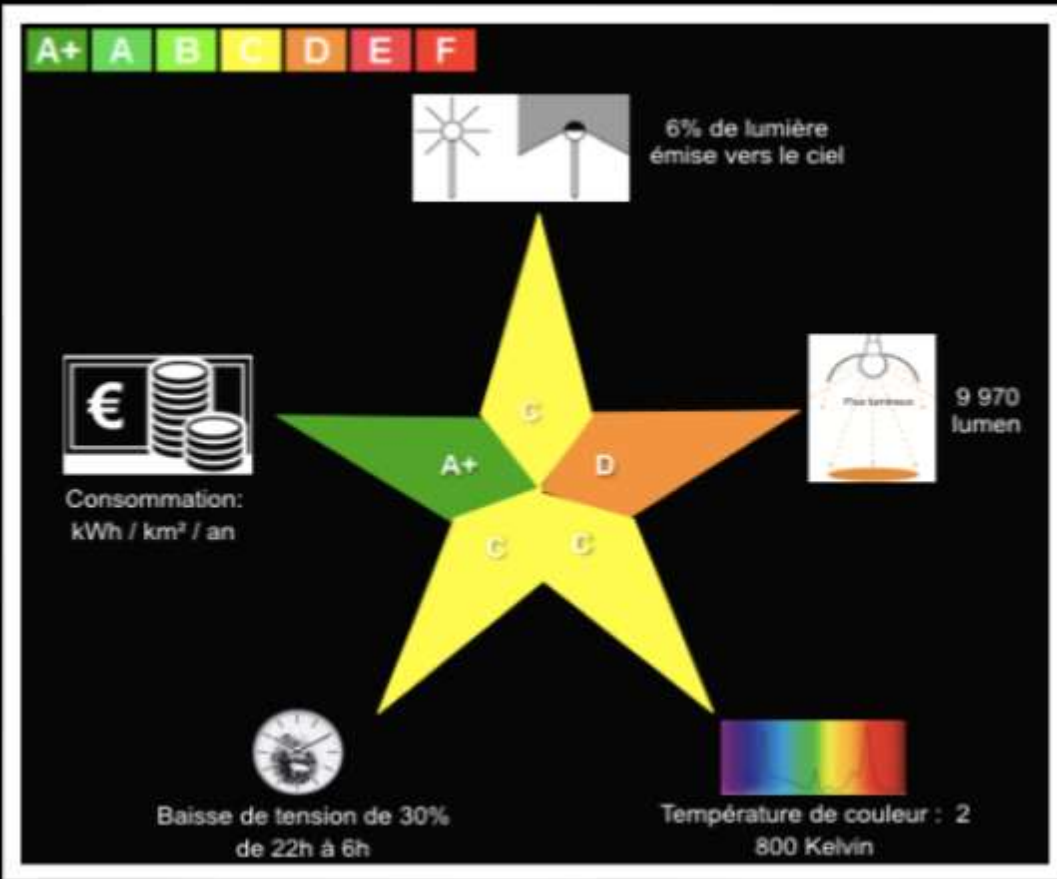 A+ A B C D E F
6% de lumière
émise vers le ciel
€
Consommation:
kWh / km² / an
C
A+
D
C
C
9 970
lumen
Baisse de tension de 30%
de 22h à 6h
Température de couteur : 2
800 Kelvin